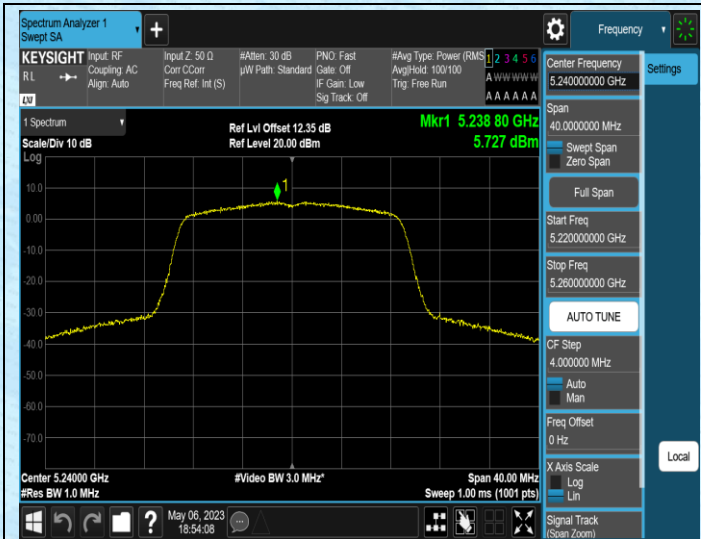 Spectrum Analyzer 1
Swept SA
+
Frequency
KEYSIGHT
R L
LXI
Input: RF
Coupling: AC
Align: Auto
Input Z: 50 Ω
Corr CCorr
Freq Ref: Int (S)
#Atten: 30 dB
µW Path: Standard
PNO: Fast
Gate: Off
IF Gain: Low
Sig Track: Off
#Avg Type: Power (RMS
Avg|Hold: 100/100
Trig: Free Run
1 2 3 4 5 6
A W W W W W
A A A A A A
1 Spectrum
Scale/Div 10 dB
Log
Ref Lvl Offset 12.35 dB
Ref Level 20.00 dBm
Mkr1 5.238 80 GHz
5.727 dBm
1
10.0
0.00
-10.0
-20.0
-30.0
-40.0
-50.0
-60.0
-70.0
Center 5.24000 GHz
#Res BW 1.0 MHz
#Video BW 3.0 MHz*
Span 40.00 MHz
Sweep 1.00 ms (1001 pts)
?
May 06, 2023
18:54:08
Center Frequency
5.240000000 GHz
Span
40.0000000 MHz
Swept Span
Zero Span
Full Span
Start Freq
5.220000000 GHz
Stop Freq
5.260000000 GHz
AUTO TUNE
CF Step
4.000000 MHz
Auto
Man
Freq Offset
0 Hz
X Axis Scale
Log
Lin
Signal Track
(Span Zoom)
Settings
Local